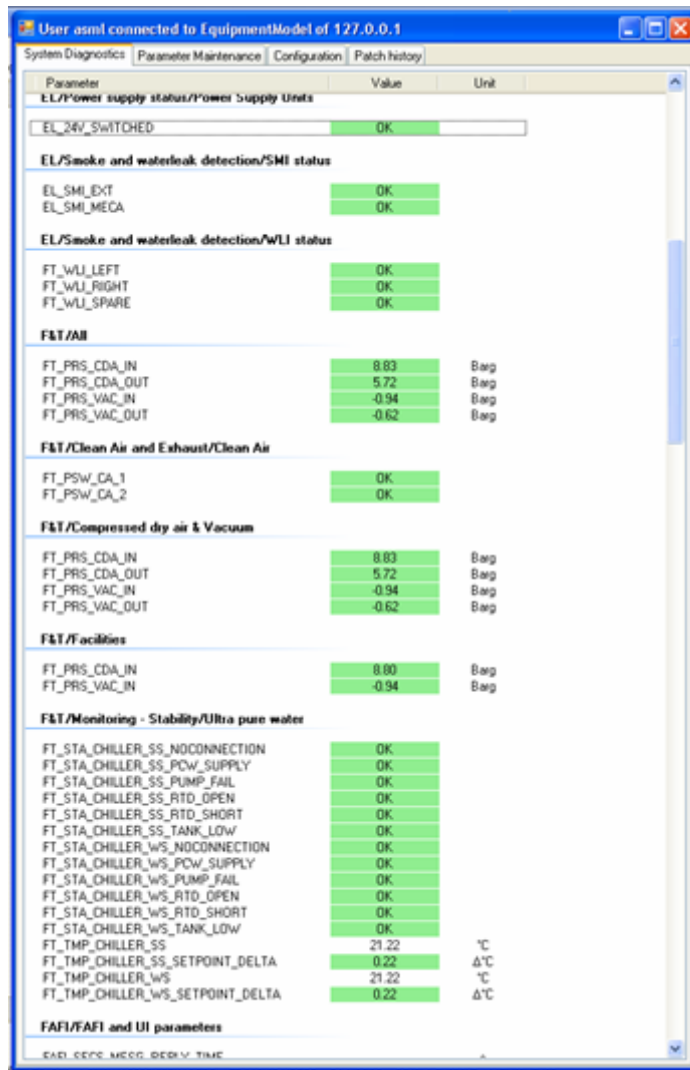 User asml connected to EquipmentModel of 127.0.0.1
System Diagnostics Parameter Maintenance Configuration Patch history
Parameter Value Unit
EL/Power supply status/Power Supply Units
EL_24V_SWITCHED OK
EL/Smoke and waterleak detection/SMI status
EL_SMI_EXT OK
EL_SMI_MECA OK
EL/Smoke and waterleak detection/WLI status
FT_WLI_LEFT OK
FT_WLI_RIGHT OK
FT_WLI_SPARE OK
F&T/All
FT_PRS_CDA_IN 8.83 Barg
FT_PRS_CDA_OUT 5.72 Barg
FT_PRS_VAC_IN -0.94 Barg
FT_PRS_VAC_OUT -0.62 Barg
F&T/Clean Air and Exhaust/Clean Air
FT_PSW_CA_1 OK
FT_PSW_CA_2 OK
F&T/Compressed dry air & Vacuum
FT_PRS_CDA_IN 8.83 Barg
FT_PRS_CDA_OUT 5.72 Barg
FT_PRS_VAC_IN -0.94 Barg
FT_PRS_VAC_OUT -0.62 Barg
F&T/Facilities
FT_PRS_CDA_IN 8.80 Barg
FT_PRS_VAC_IN -0.94 Barg
F&T/Monitoring - Stability/Ultra pure water
FT_STA_CHILLER_SS_NOCONNECTION OK
FT_STA_CHILLER_SS_PCW_SUPPLY OK
FT_STA_CHILLER_SS_PUMP_FAIL OK
FT_STA_CHILLER_SS_RTD_OPEN OK
FT_STA_CHILLER_SS_RTD_SHORT OK
FT_STA_CHILLER_SS_TANK_LOW OK
FT_STA_CHILLER_WS_NOCONNECTION OK
FT_STA_CHILLER_WS_PCW_SUPPLY OK
FT_STA_CHILLER_WS_PUMP_FAIL OK
FT_STA_CHILLER_WS_RTD_OPEN OK
FT_STA_CHILLER_WS_RTD_SHORT OK
FT_STA_CHILLER_WS_TANK_LOW OK
FT_TMP_CHILLER_SS 21.22 °C
FT_TMP_CHILLER_SS_SETPOINT_DELTA 0.22 Δ°C
FT_TMP_CHILLER_WS 21.22 °C
FT_TMP_CHILLER_WS_SETPOINT_DELTA 0.22 Δ°C
FAFI/FAFI and UI parameters
FAFI_SECS_MESG_REPLY_TIME